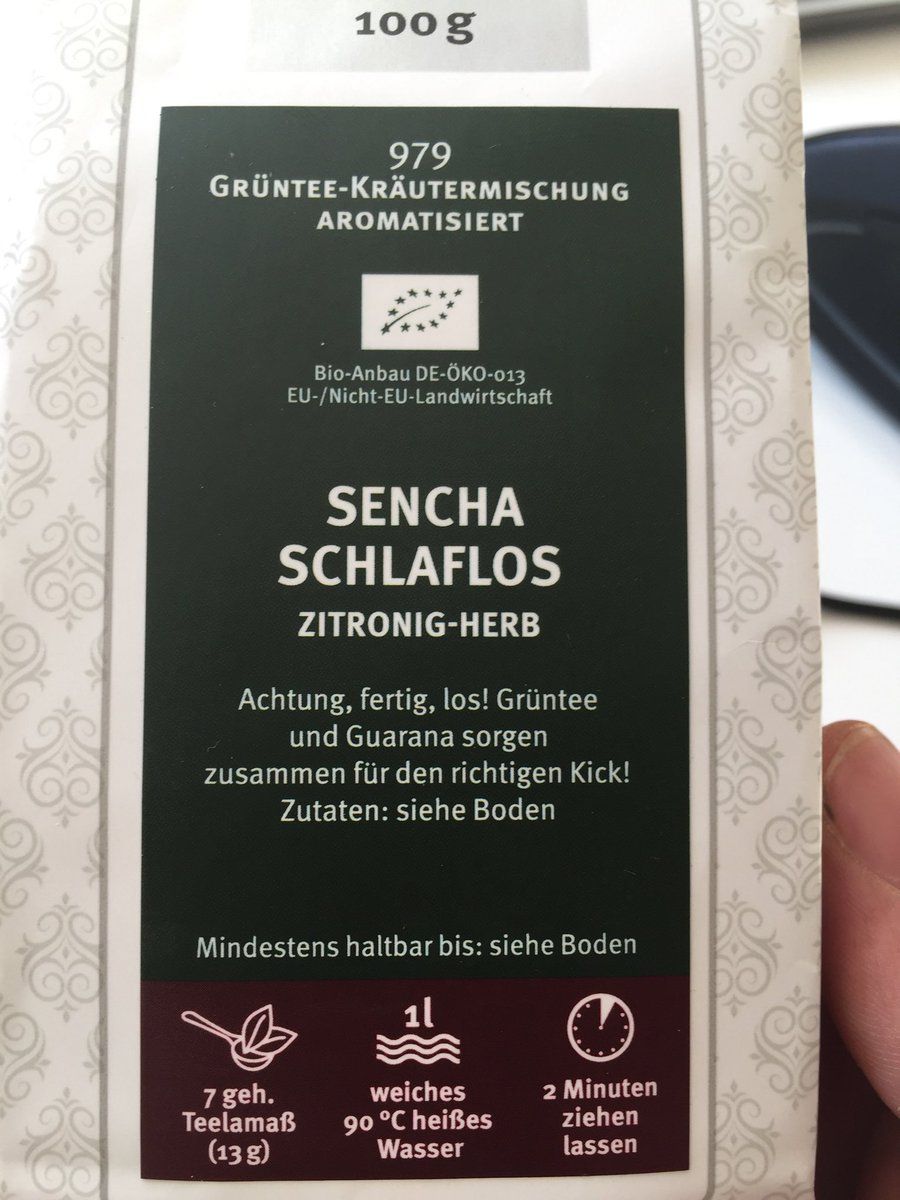 100 g
979
Grüntee-Kräutermischung
aromatisiert
Bio-Anbau DE-ÖKO-013
EU-/Nicht-EU-Landwirtschaft
SENCHA
SCHLAFLOS
ZITRONIG-HERB
Achtung, fertig, los! Grüntee
und Guarana sorgen
zusammen für den richtigen Kick!
Zutaten: siehe Boden
Mindestens haltbar bis: siehe Boden
7 geh.
Teelamaß
(13 g)
1l
weiches
90 °C heißes
Wasser
2 Minuten
ziehen
lassen